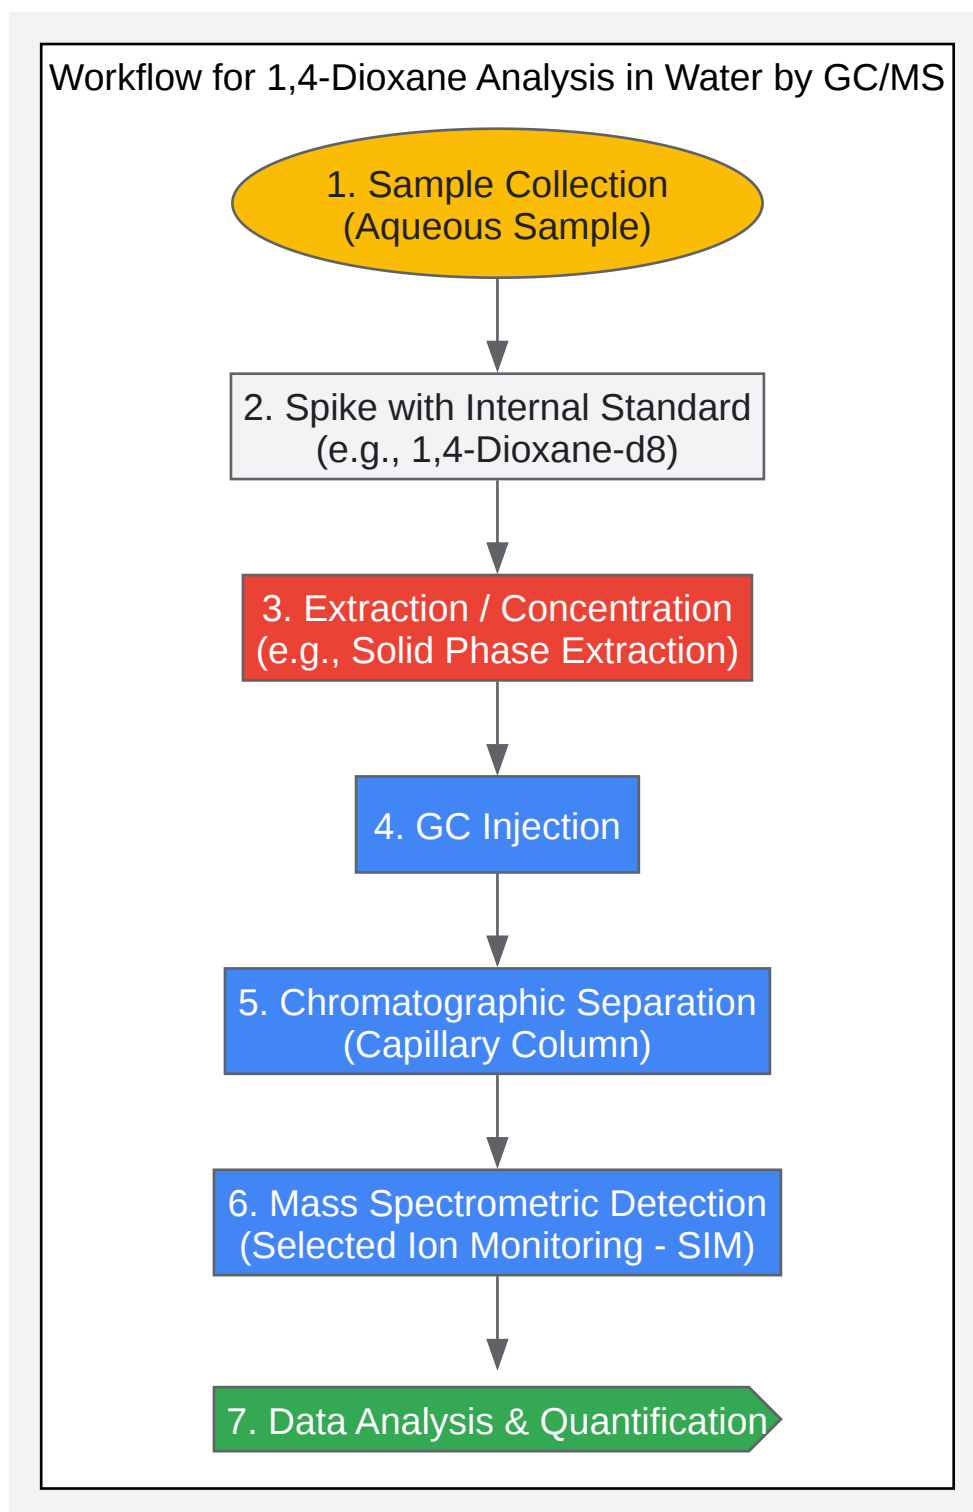 Workflow for 1,4-Dioxane Analysis in Water by GC/MS
1. Sample Collection
(Aqueous Sample)
2. Spike with Internal Standard
(e.g., 1,4-Dioxane-d8)
3. Extraction / Concentration
(e.g., Solid Phase Extraction)
4. GC Injection
5. Chromatographic Separation
(Capillary Column)
6. Mass Spectrometric Detection
(Selected Ion Monitoring - SIM)
7. Data Analysis & Quantification